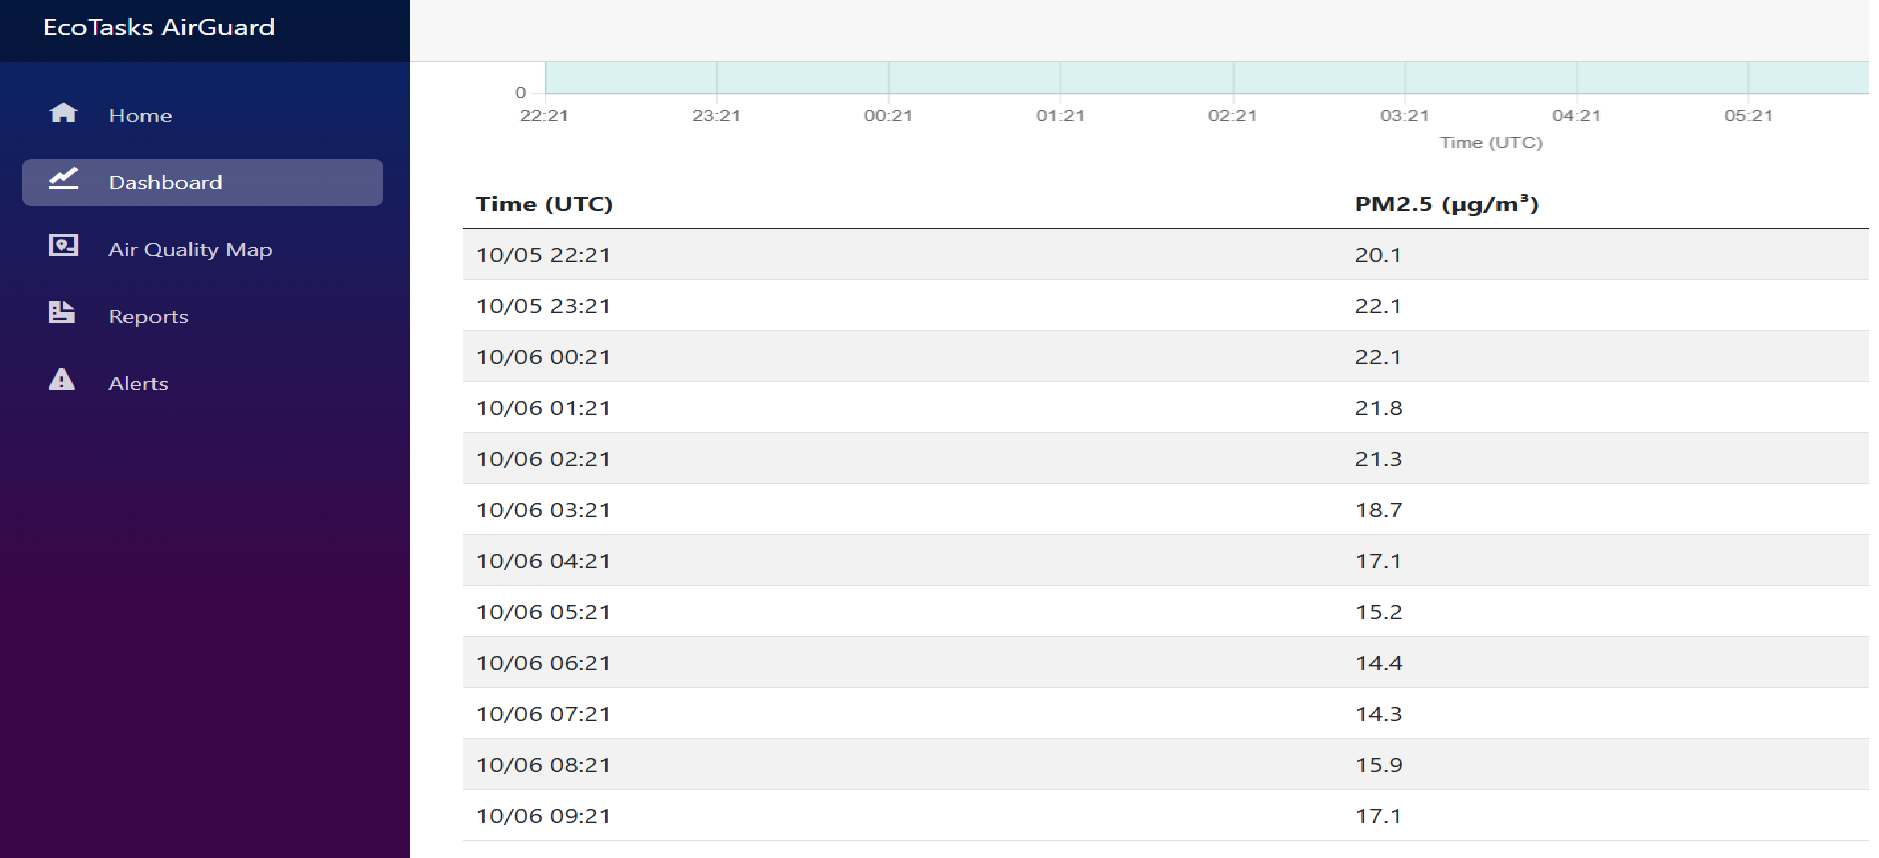 EcoTasks AirGuard
Home
Dashboard
Air Quality Map
Reports
Alerts
0
22:21 23:21 00:21 01:21 02:21 03:21 04:21 05:21
Time (UTC)
Time (UTC) PM2.5 (µg/m³)
10/05 22:21 20.1
10/05 23:21 22.1
10/06 00:21 22.1
10/06 01:21 21.8
10/06 02:21 21.3
10/06 03:21 18.7
10/06 04:21 17.1
10/06 05:21 15.2
10/06 06:21 14.4
10/06 07:21 14.3
10/06 08:21 15.9
10/06 09:21 17.1